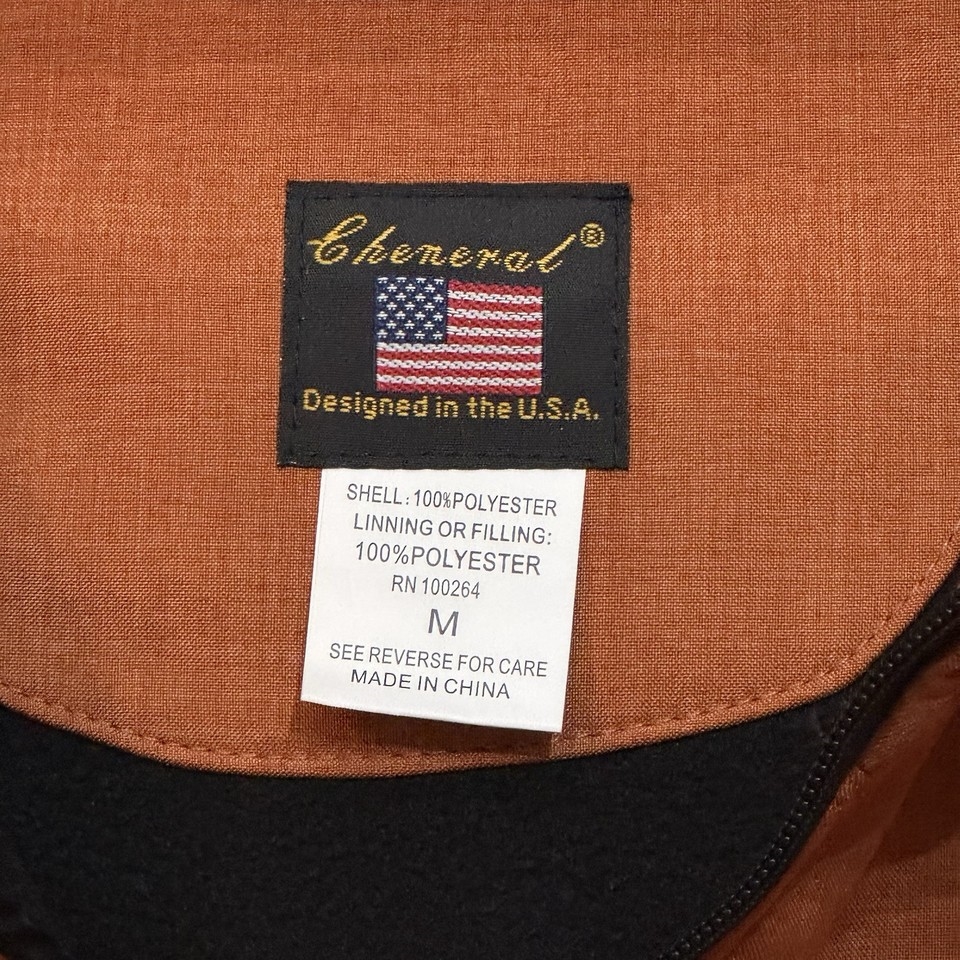 Cheneral®
Designed in the U.S.A.
SHELL: 100%POLYESTER
LINNING OR FILLING:
100%POLYESTER
RN 100264
M
SEE REVERSE FOR CARE
MADE IN CHINA